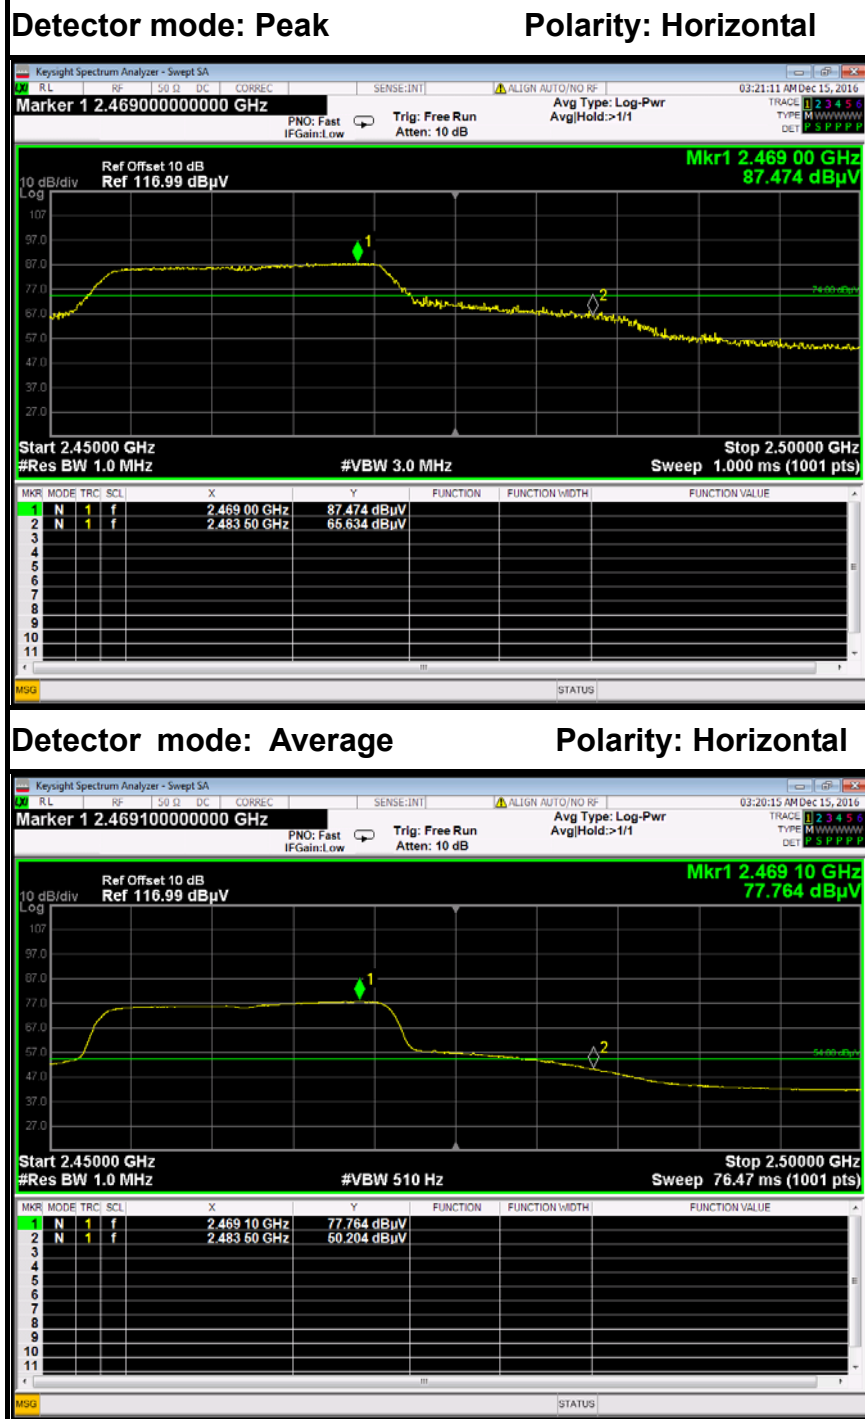 Detector mode: Peak Polarity: Horizontal
Keysight Spectrum Analyzer - Swept SA
RL RF 50 Ω DC CORREC SENSE:INT ALIGN AUTO/NO RF 03:21:11 AM Dec 15, 2016
Marker 1 2.469000000000 GHz
PNO: Fast
IFGain:Low
Trig: Free Run
Atten: 10 dB
Avg Type: Log-Pwr
Avg|Hold:>1/1
TRACE 1 2 3 4 5 6
TYPE M W W W W W
DET P S P P P P
Mkr1 2.469 00 GHz
87.474 dBµV
Ref Offset 10 dB
10 dB/div Ref 116.99 dBµV
Log
107
97.0
87.0
77.0
67.0
57.0
47.0
37.0
27.0
1
2
74.00 dBµV
Start 2.45000 GHz Stop 2.50000 GHz
#Res BW 1.0 MHz #VBW 3.0 MHz Sweep 1.000 ms (1001 pts)
MKR MODE TRC SCL X Y FUNCTION FUNCTION WIDTH FUNCTION VALUE
1 N 1 f 2.469 00 GHz 87.474 dBµV
2 N 1 f 2.483 50 GHz 65.634 dBµV
3
4
5
6
7
8
9
10
11
MSG STATUS
Detector mode: Average Polarity: Horizontal
Keysight Spectrum Analyzer - Swept SA
RL RF 50 Ω DC CORREC SENSE:INT ALIGN AUTO/NO RF 03:20:15 AM Dec 15, 2016
Marker 1 2.469100000000 GHz
PNO: Fast
IFGain:Low
Trig: Free Run
Atten: 10 dB
Avg Type: Log-Pwr
Avg|Hold:>1/1
TRACE 1 2 3 4 5 6
TYPE M W W W W W
DET P S P P P P
Mkr1 2.469 10 GHz
77.764 dBµV
Ref Offset 10 dB
10 dB/div Ref 116.99 dBµV
Log
107
97.0
87.0
77.0
67.0
57.0
47.0
37.0
27.0
1
2
54.00 dBµV
Start 2.45000 GHz Stop 2.50000 GHz
#Res BW 1.0 MHz #VBW 510 Hz Sweep 76.47 ms (1001 pts)
MKR MODE TRC SCL X Y FUNCTION FUNCTION WIDTH FUNCTION VALUE
1 N 1 f 2.469 10 GHz 77.764 dBµV
2 N 1 f 2.483 50 GHz 50.204 dBµV
3
4
5
6
7
8
9
10
11
MSG STATUS